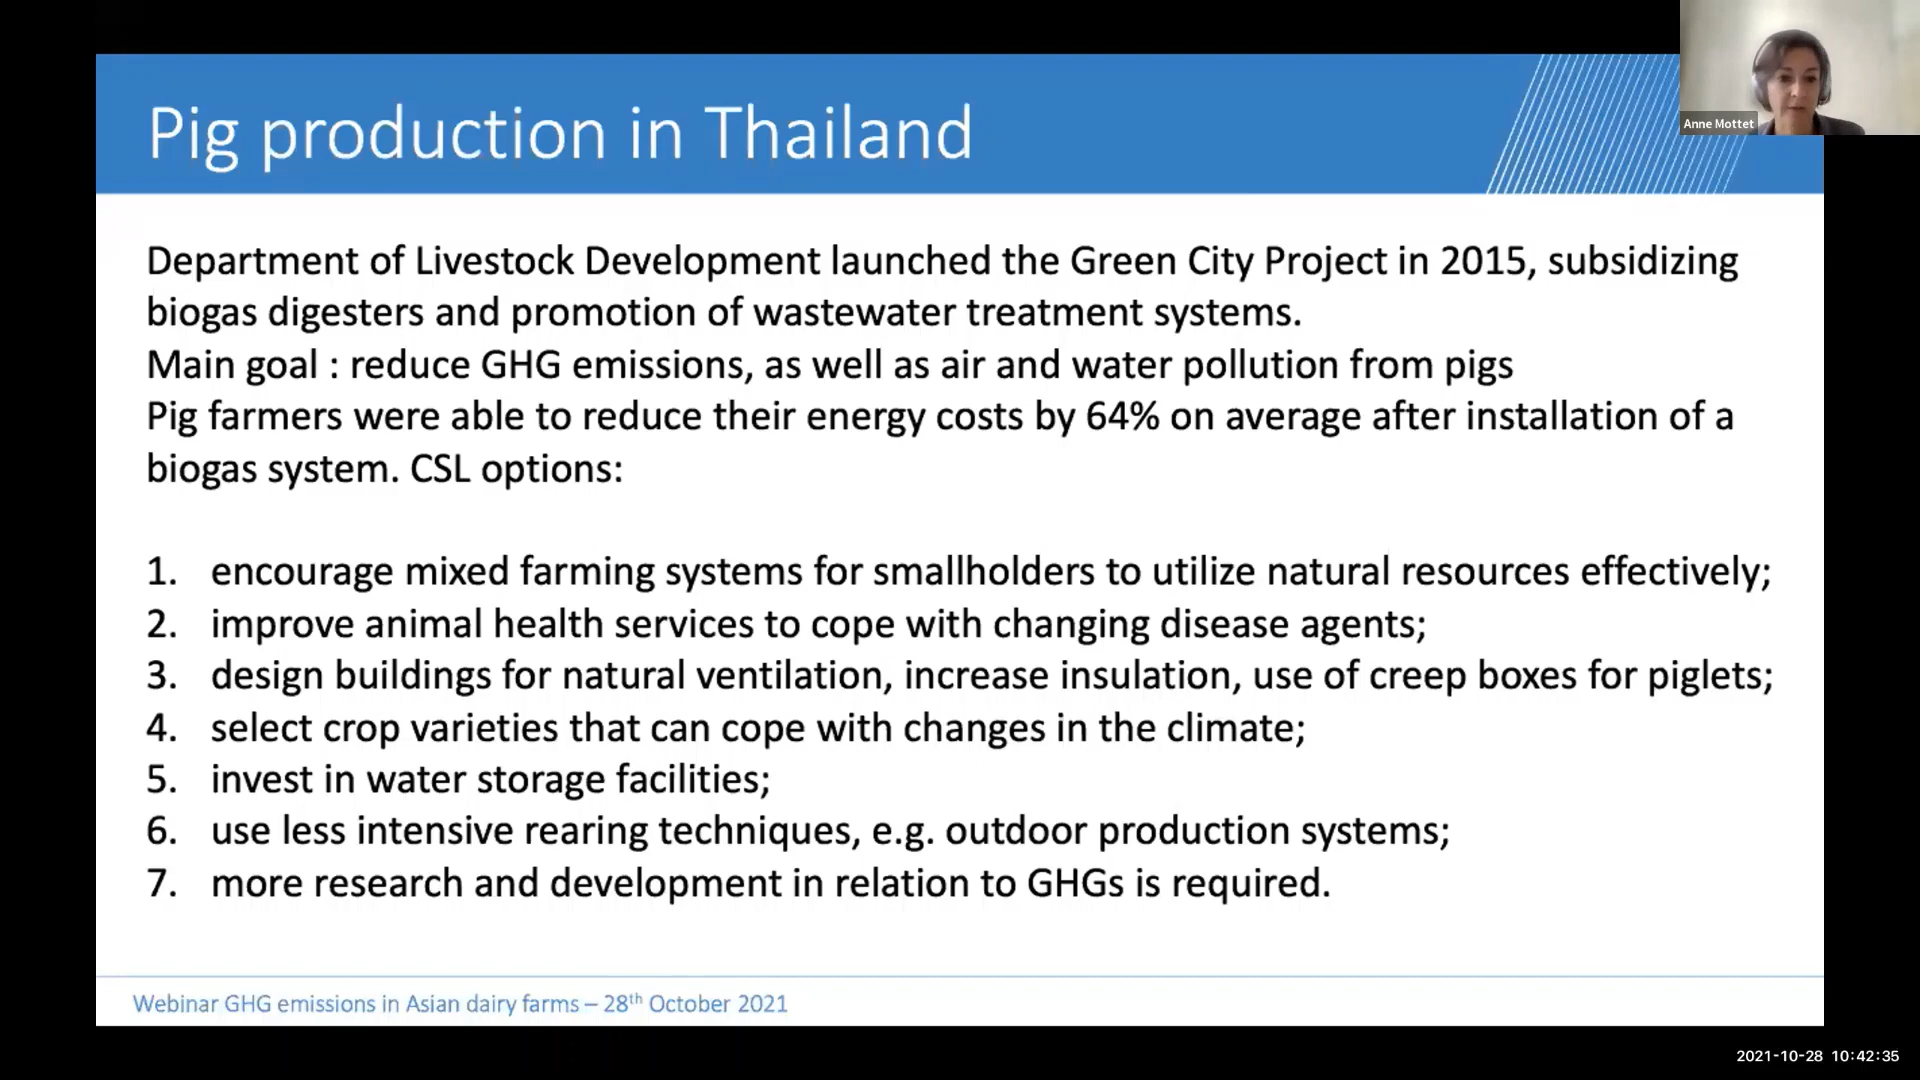 Pig production in Thailand
Anne Mottet
Department of Livestock Development launched the Green City Project in 2015, subsidizing
biogas digesters and promotion of wastewater treatment systems.
Main goal : reduce GHG emissions, as well as air and water pollution from pigs
Pig farmers were able to reduce their energy costs by 64% on average after installation of a
biogas system. CSL options:
1. encourage mixed farming systems for smallholders to utilize natural resources effectively;
2. improve animal health services to cope with changing disease agents;
3. design buildings for natural ventilation, increase insulation, use of creep boxes for piglets;
4. select crop varieties that can cope with changes in the climate;
5. invest in water storage facilities;
6. use less intensive rearing techniques, e.g. outdoor production systems;
7. more research and development in relation to GHGs is required.
Webinar GHG emissions in Asian dairy farms – 28th October 2021
2021-10-28 10:42:35